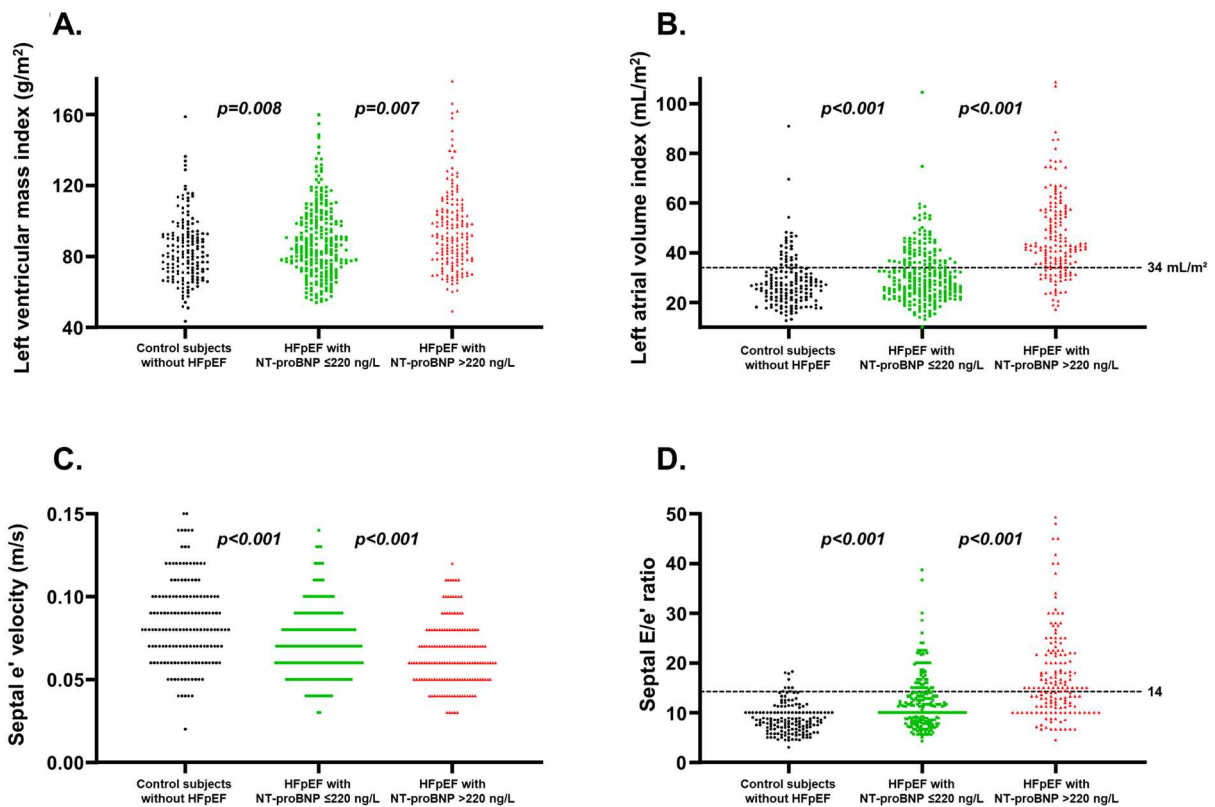 A.
Left ventricular mass index (g/m²)
160
120
80
40
p=0.008
p=0.007
Control subjects
without HFpEF
HFpEF with
NT-proBNP ≤220 ng/L
HFpEF with
NT-proBNP >220 ng/L
B.
Left atrial volume index (mL/m²)
100
80
60
40
20
p<0.001
p<0.001
34 mL/m²
Control subjects
without HFpEF
HFpEF with
NT-proBNP ≤220 ng/L
HFpEF with
NT-proBNP >220 ng/L
C.
Septal e' velocity (m/s)
0.15
0.10
0.05
0.00
p<0.001
p<0.001
Control subjects
without HFpEF
HFpEF with
NT-proBNP ≤220 ng/L
HFpEF with
NT-proBNP >220 ng/L
D.
Septal E/e' ratio
50
40
30
20
10
0
p<0.001
p<0.001
14
Control subjects
without HFpEF
HFpEF with
NT-proBNP ≤220 ng/L
HFpEF with
NT-proBNP >220 ng/L